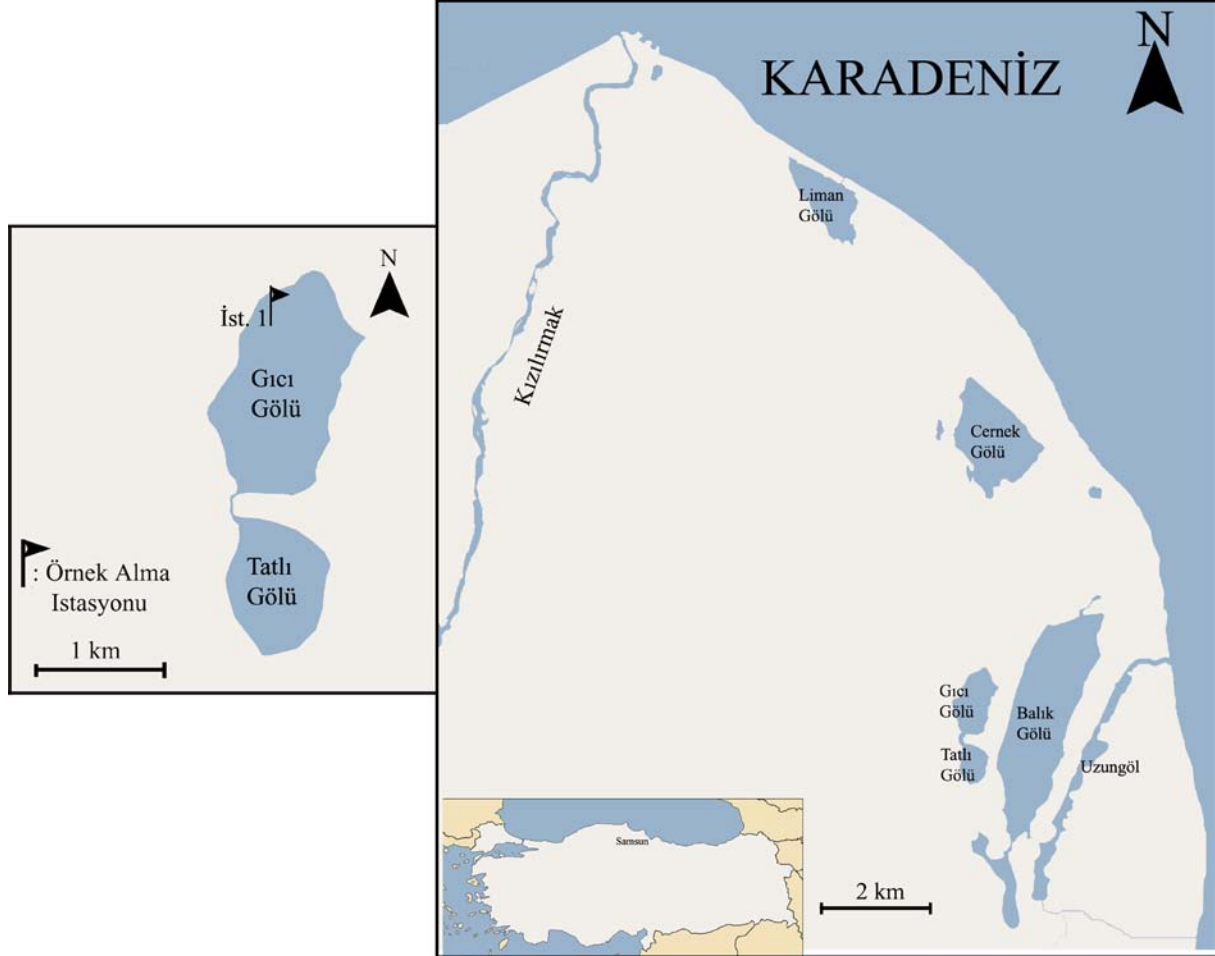 N
KARADENİZ
Liman
Gölü
Kızılırmak
Cernek
Gölü
Gıcı
Gölü
Balık
Gölü
Tatlı
Gölü
Uzungöl
Samsun
2 km
N
İst. 1
Gıcı
Gölü
Tatlı
Gölü
: Örnek Alma
Istasyonu
1 km